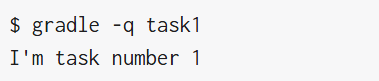 $ gradle -q task1
I'm task number 1